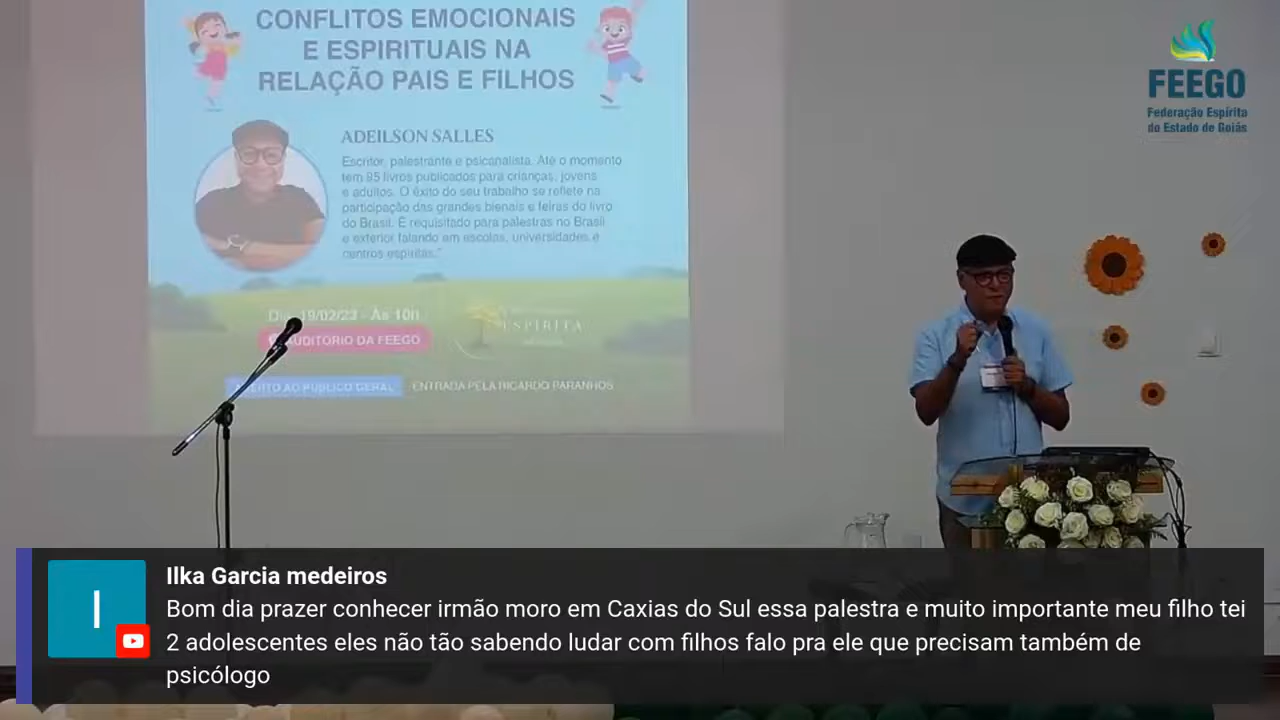 CONFLITOS EMOCIONAIS
E ESPIRITUAIS NA
RELAÇÃO PAIS E FILHOS
ADEILSON SALLES
Escritor, palestrante e psicanalista. Até o momento
tem 95 livros publicados para crianças, jovens
e adultos. O êxito do seu trabalho se reflete na
participação das grandes bienais e feiras do livro
do Brasil. É requisitado para palestras no Brasil
e exterior falando em escolas, universidades e
centros espíritas."
19/02/23 - Às 10h
AUDITÓRIO DA FEEGO
ESPÍRITA
ABERTO AO PÚBLICO GERAL
ENTRADA PELA RICARDO PARANHOS
FEEGO
Federação Espírita
do Estado de Goiás
I
Ilka Garcia medeiros
Bom dia prazer conhecer irmão moro em Caxias do Sul essa palestra e muito importante meu filho tei
2 adolescentes eles não tão sabendo ludar com filhos falo pra ele que precisam também de
psicólogo